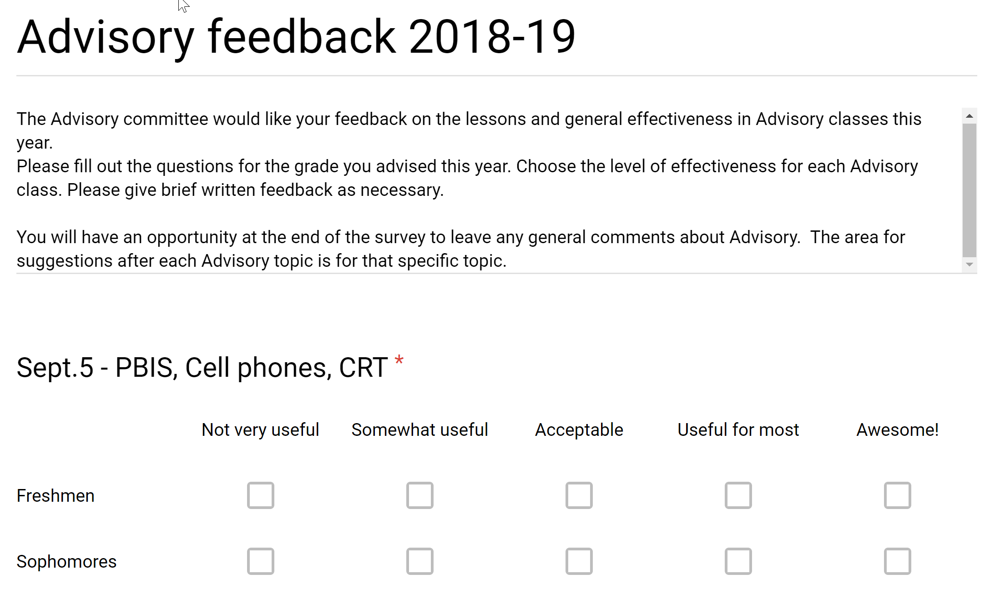 Advisory feedback 2018-19
The Advisory committee would like your feedback on the lessons and general effectiveness in Advisory classes this
year.
Please fill out the questions for the grade you advised this year. Choose the level of effectiveness for each Advisory
class. Please give brief written feedback as necessary.
You will have an opportunity at the end of the survey to leave any general comments about Advisory.  The area for
suggestions after each Advisory topic is for that specific topic.
Sept.5 - PBIS, Cell phones, CRT *
Not very useful Somewhat useful Acceptable Useful for most Awesome!
Freshmen
Sophomores